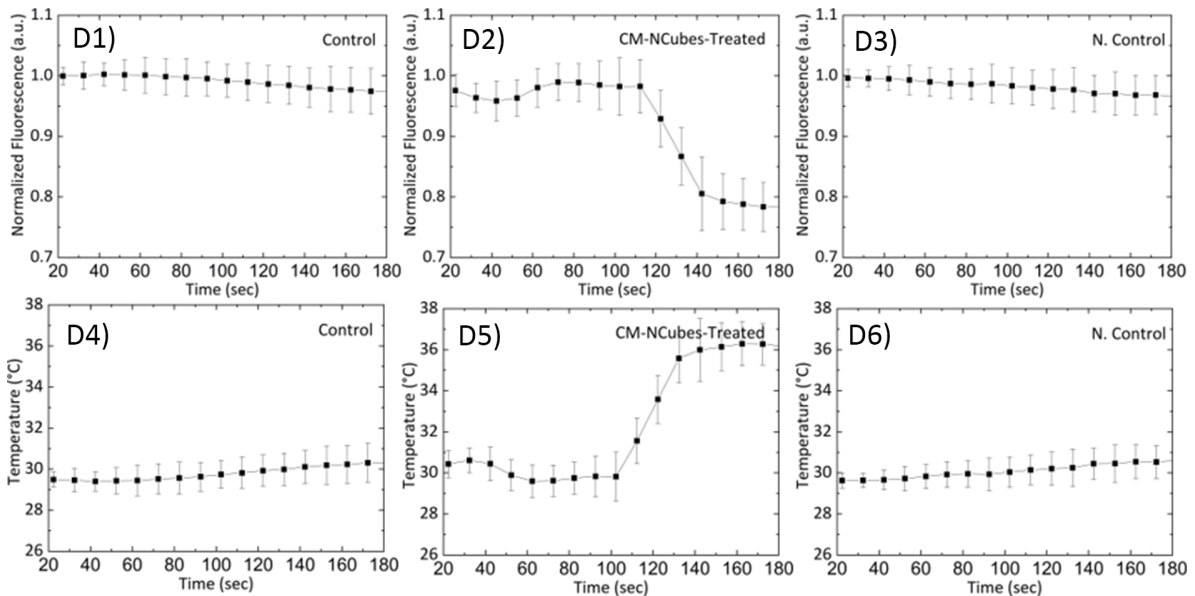 D1)
Control
Normalized Fluorescence (a.u.)
1.1
1.0
0.9
0.8
0.7
20 40 60 80 100 120 140 160 180
Time (sec)
D2)
CM-NCubes-Treated
Normalized Fluorescence (a.u.)
1.1
1.0
0.9
0.8
0.7
20 40 60 80 100 120 140 160 180
Time (sec)
D3)
N. Control
Normalized Fluorescence (a.u.)
1.1
1.0
0.9
0.8
0.7
20 40 60 80 100 120 140 160 180
Time (sec)
D4)
Control
Temperature (°C)
38
36
34
32
30
28
26
20 40 60 80 100 120 140 160 180
Time (sec)
D5)
CM-NCubes-Treated
Temperature (°C)
38
36
34
32
30
28
26
20 40 60 80 100 120 140 160 180
Time (sec)
D6)
N. Control
Temperature (°C)
38
36
34
32
30
28
26
20 40 60 80 100 120 140 160 180
Time (sec)